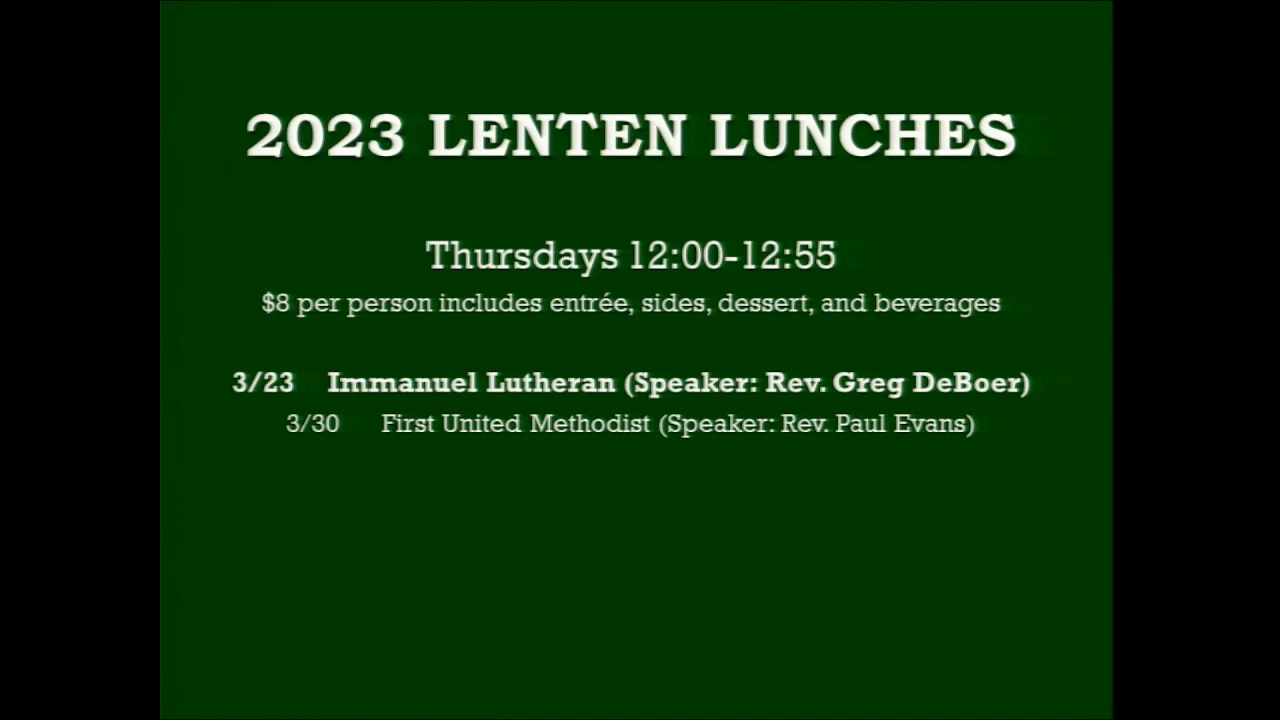 2023 LENTEN LUNCHES
Thursdays 12:00-12:55
$8 per person includes entrée, sides, dessert, and beverages
3/23 Immanuel Lutheran (Speaker: Rev. Greg DeBoer)
3/30 First United Methodist (Speaker: Rev. Paul Evans)